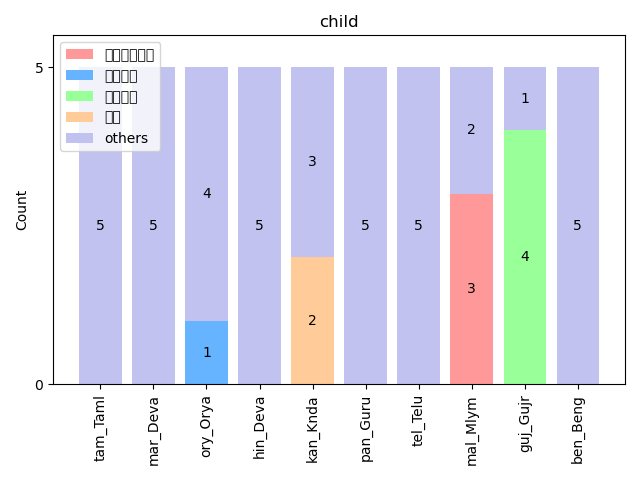 child
others
Count
5
0
5
5
4
1
5
3
2
5
5
2
3
1
4
5
tam_Taml
mar_Deva
ory_Orya
hin_Deva
kan_Knda
pan_Guru
tel_Telu
mal_Mlym
guj_Gujr
ben_Beng